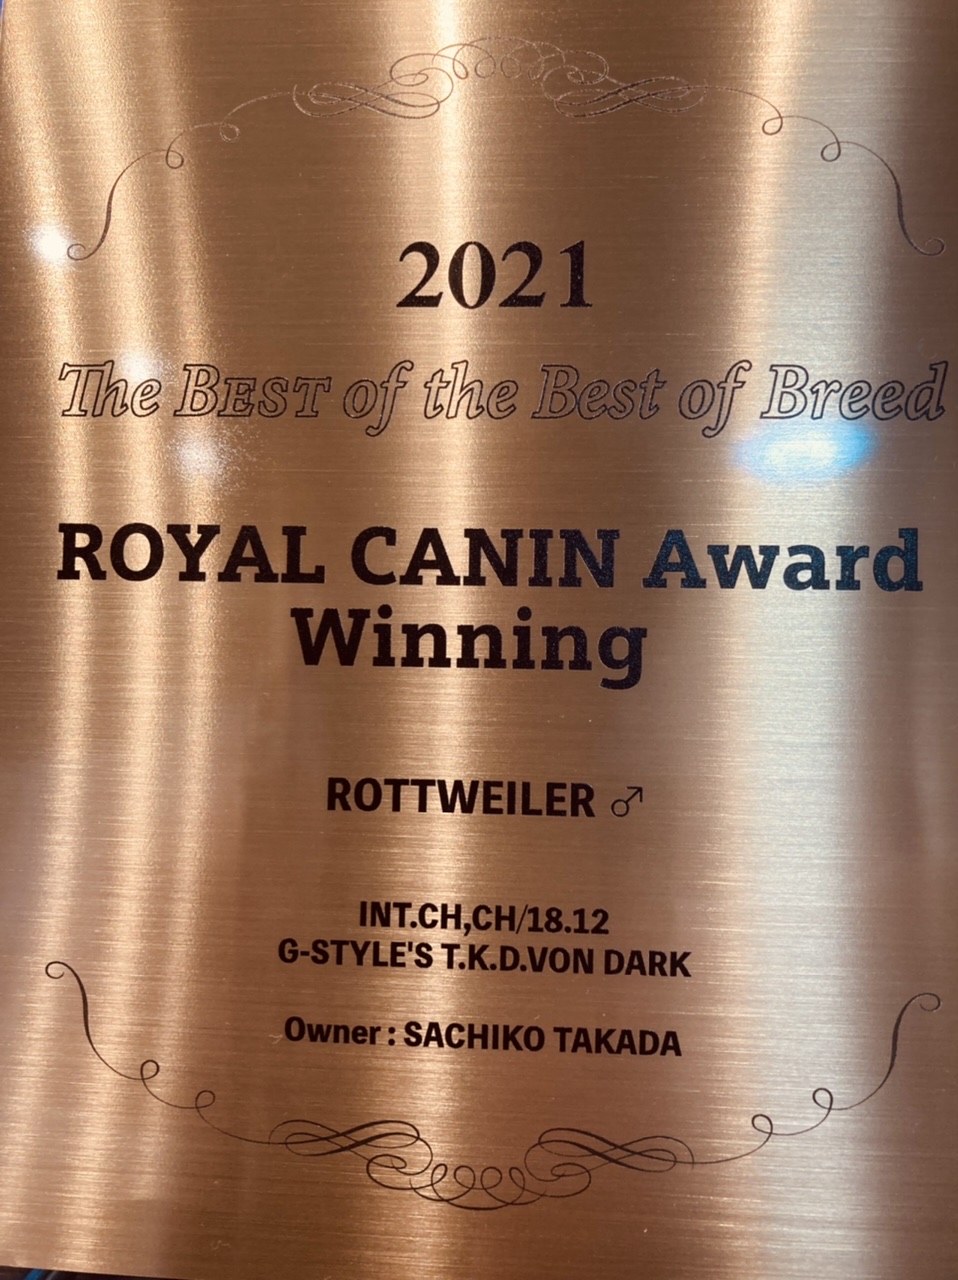 2021
The BEST of the Best of Breed
ROYAL CANIN Award
Winning
ROTTWEILER ♂
INT.CH,CH/18.12
G-STYLE'S T.K.D.VON DARK
Owner : SACHIKO TAKADA